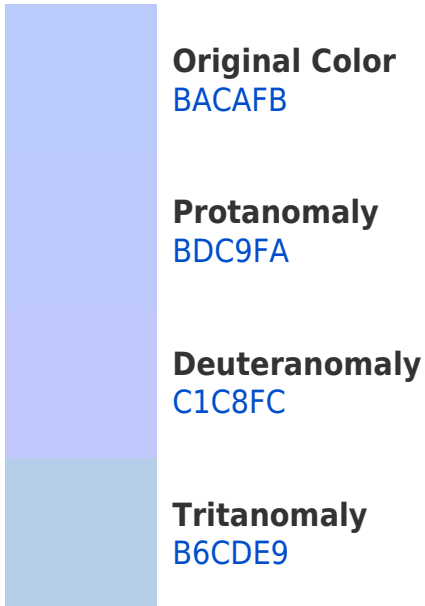 Original Color
BACAFB
Protanomaly
BDC9FA
Deuteranomaly
C1C8FC
Tritanomaly
B6CDE9